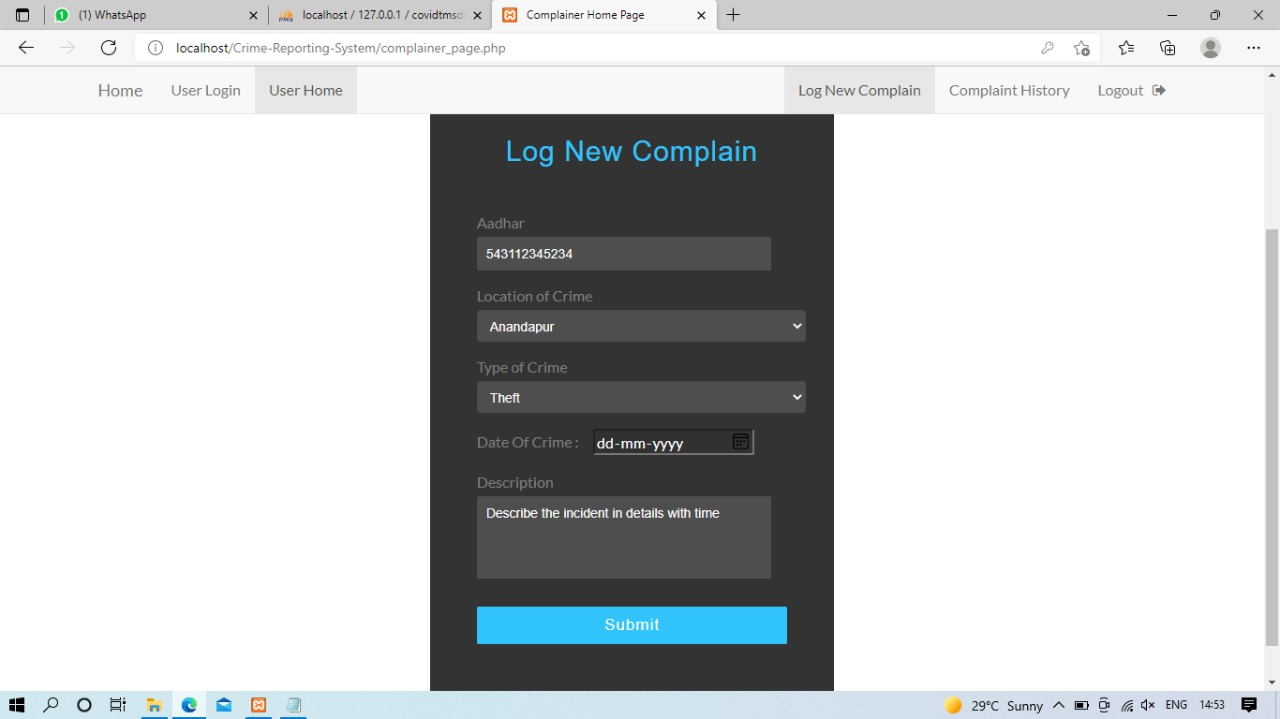 (1) WhatsApp
localhost / 127.0.0.1 / covidtmsd
Complainer Home Page
localhost/Crime-Reporting-System/complainer_page.php
Home User Login User Home Log New Complain Complaint History Logout
Log New Complain
Aadhar
543112345234
Location of Crime
Anandapur
Type of Crime
Theft
Date Of Crime : dd-mm-yyyy
Description
Describe the incident in details with time
Submit
29°C Sunny ENG 14:53